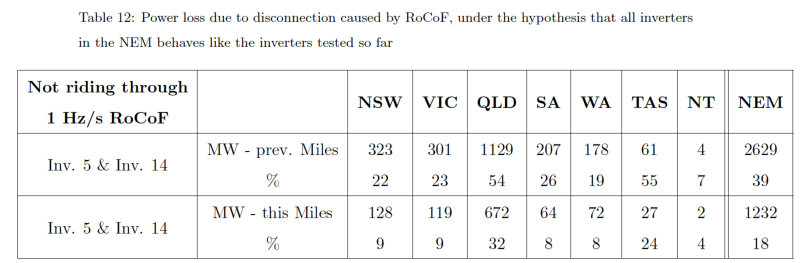 Table 12: Power loss due to disconnection caused by RoCoF, under the hypothesis that all inverters
in the NEM behaves like the inverters tested so far
Not riding through
1 Hz/s RoCoF
NSW VIC QLD SA WA TAS NT NEM
Inv. 5 & Inv. 14
MW - prev. Miles 323 301 1129 207 178 61 4 2629
% 22 23 54 26 19 55 7 39
Inv. 5 & Inv. 14
MW - this Miles 128 119 672 64 72 27 2 1232
% 9 9 32 8 8 24 4 18